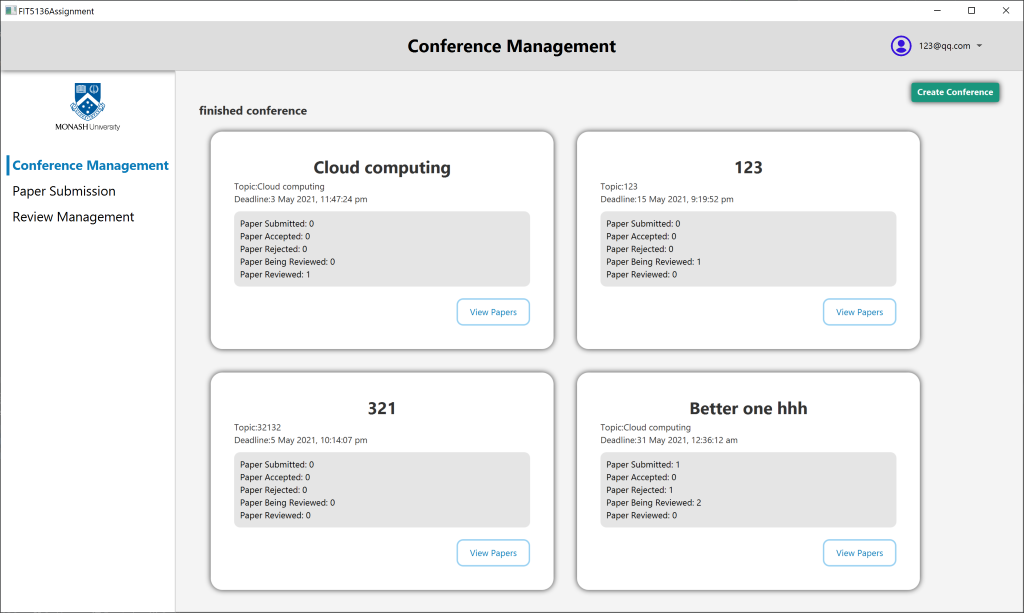 FIT5136Assignment
Conference Management
123@qq.com
MONASH University
Conference Management
Paper Submission
Review Management
Create Conference
finished conference
Cloud computing
Topic:Cloud computing
Deadline:3 May 2021, 11:47:24 pm
Paper Submitted: 0
Paper Accepted: 0
Paper Rejected: 0
Paper Being Reviewed: 0
Paper Reviewed: 1
View Papers
123
Topic:123
Deadline:15 May 2021, 9:19:52 pm
Paper Submitted: 0
Paper Accepted: 0
Paper Rejected: 0
Paper Being Reviewed: 1
Paper Reviewed: 0
View Papers
321
Topic:32132
Deadline:5 May 2021, 10:14:07 pm
Paper Submitted: 0
Paper Accepted: 0
Paper Rejected: 0
Paper Being Reviewed: 0
Paper Reviewed: 0
View Papers
Better one hhh
Topic:Cloud computing
Deadline:31 May 2021, 12:36:12 am
Paper Submitted: 1
Paper Accepted: 0
Paper Rejected: 1
Paper Being Reviewed: 2
Paper Reviewed: 0
View Papers